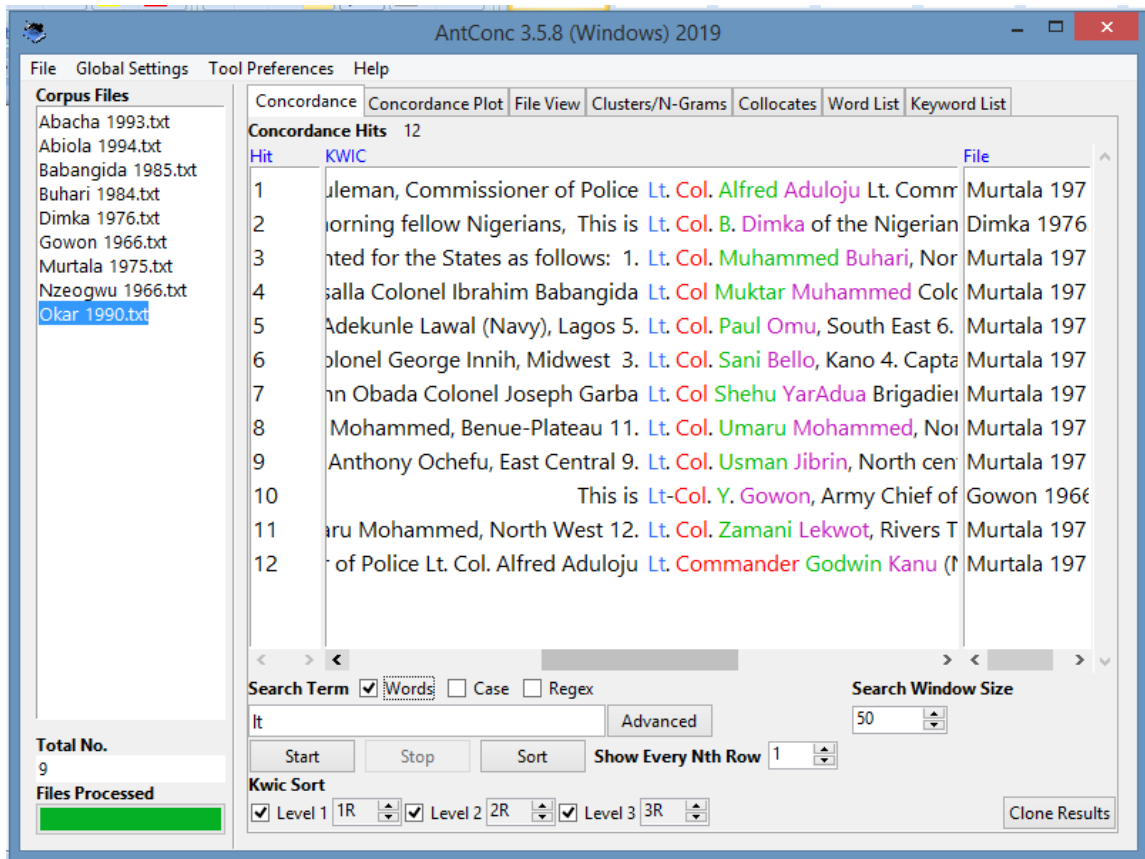 AntConc 3.5.8 (Windows) 2019
File Global Settings Tool Preferences Help
Corpus Files
Abacha 1993.txt
Abiola 1994.txt
Babangida 1985.txt
Buhari 1984.txt
Dimka 1976.txt
Gowon 1966.txt
Murtala 1975.txt
Nzeogwu 1966.txt
Okar 1990.txt
Total No.
9
Files Processed
Concordance Concordance Plot File View Clusters/N-Grams Collocates Word List Keyword List
Concordance Hits 12
Hit KWIC File
1 uleman, Commissioner of Police Lt. Col. Alfred Aduloju Lt. Comm Murtala 197
2 orning fellow Nigerians, This is Lt. Col. B. Dimka of the Nigerian Dimka 1976
3 nted for the States as follows: 1. Lt. Col. Muhammed Buhari, Nor Murtala 197
4 salla Colonel Ibrahim Babangida Lt. Col Muktar Muhammed Colo Murtala 197
5 Adekunle Lawal (Navy), Lagos 5. Lt. Col. Paul Omu, South East 6. Murtala 197
6 olonel George Innih, Midwest 3. Lt. Col. Sani Bello, Kano 4. Capta Murtala 197
7 hn Obada Colonel Joseph Garba Lt. Col Shehu YarAdua Brigadier Murtala 197
8 Mohammed, Benue-Plateau 11. Lt. Col. Umaru Mohammed, Nor Murtala 197
9 Anthony Ochefu, East Central 9. Lt. Col. Usman Jibrin, North cen Murtala 197
10 This is Lt-Col. Y. Gowon, Army Chief of Gowon 1966
11 aru Mohammed, North West 12. Lt. Col. Zamani Lekwot, Rivers T Murtala 197
12 r of Police Lt. Col. Alfred Aduloju Lt. Commander Godwin Kanu (N Murtala 197
Search Term Words Case Regex Search Window Size
lt Advanced 50
Start Stop Sort Show Every Nth Row 1
Kwic Sort
Level 1 1R Level 2 2R Level 3 3R Clone Results